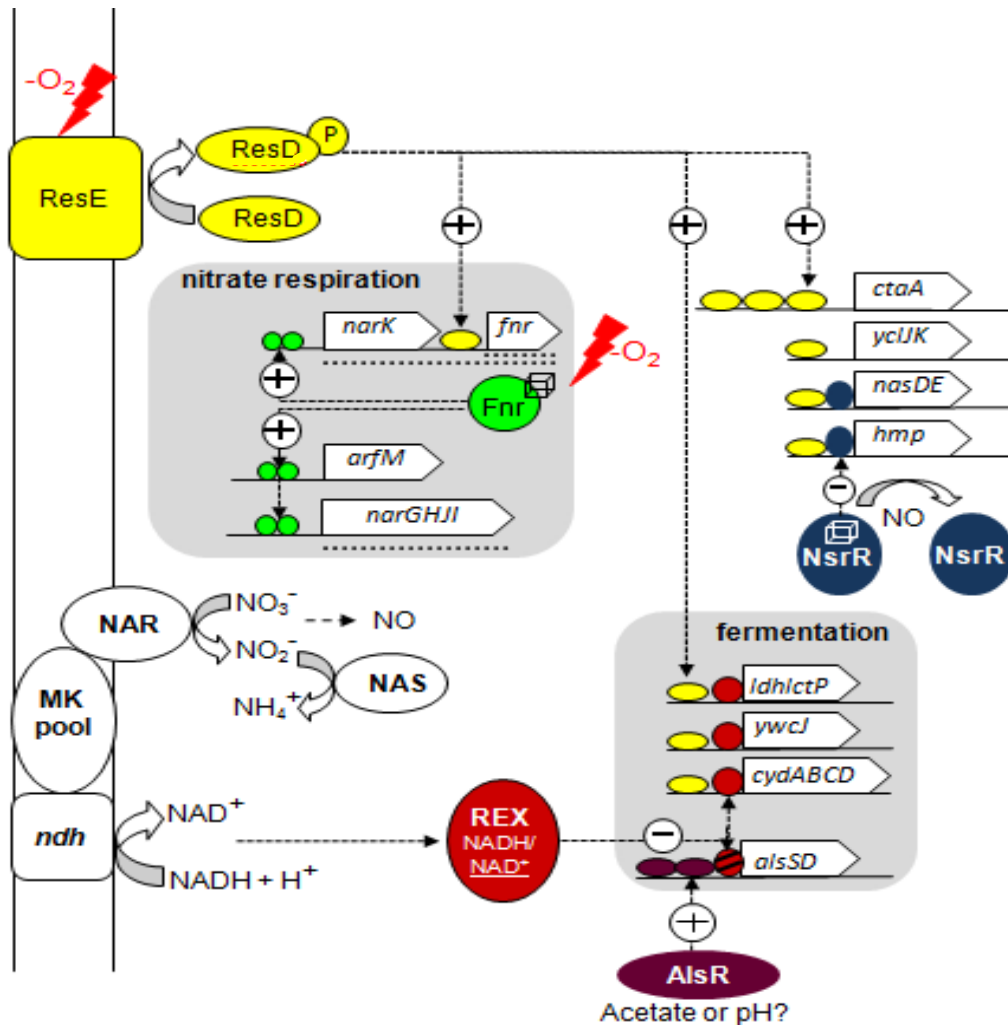 -O₂
P
ResD
ResE
ResD
+
+
+
nitrate respiration
ctaA
narK
fnr
yclJK
-O₂
+
Fnr
nasDE
+
hmp
arfM
−
NO
narGHJI
NsrR
NsrR
NO₃⁻
NO
NAR
fermentation
NO₂⁻
NAS
MK
pool
NH₄⁺
ldhlctP
ywcJ
cydABCD
NAD⁺
REX
NADH/
NAD⁺
−
ndh
alsSD
NADH + H⁺
+
AlsR
Acetate or pH?